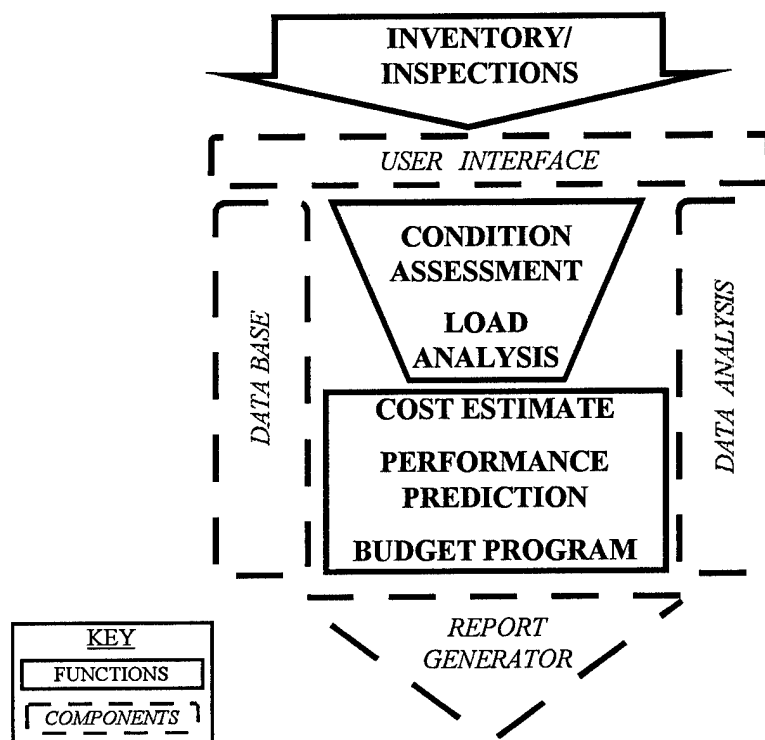 INVENTORY/
INSPECTIONS
USER INTERFACE
DATA BASE
CONDITION
ASSESSMENT
LOAD
ANALYSIS
COST ESTIMATE
PERFORMANCE
PREDICTION
BUDGET PROGRAM
DATA ANALYSIS
REPORT
GENERATOR
KEY
FUNCTIONS
COMPONENTS